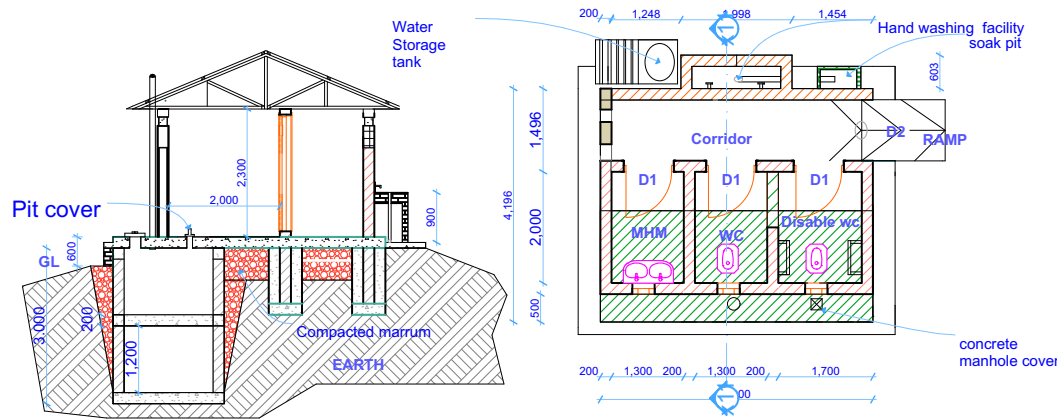 Water
Storage
tank
2,300
2,000
Pit cover
GL
600
3.000
200
1,200
900
Compacted marrum
EARTH
200
1,248
1,998
1,454
1
Hand washing facility
soak pit
603
4,196
1,496
2,000
500
Corridor
D2
RAMP
D1
D1
D1
MHM
WC
Disable wc
concrete
manhole cover
200
1,300
200
1,300
200
1,700
1